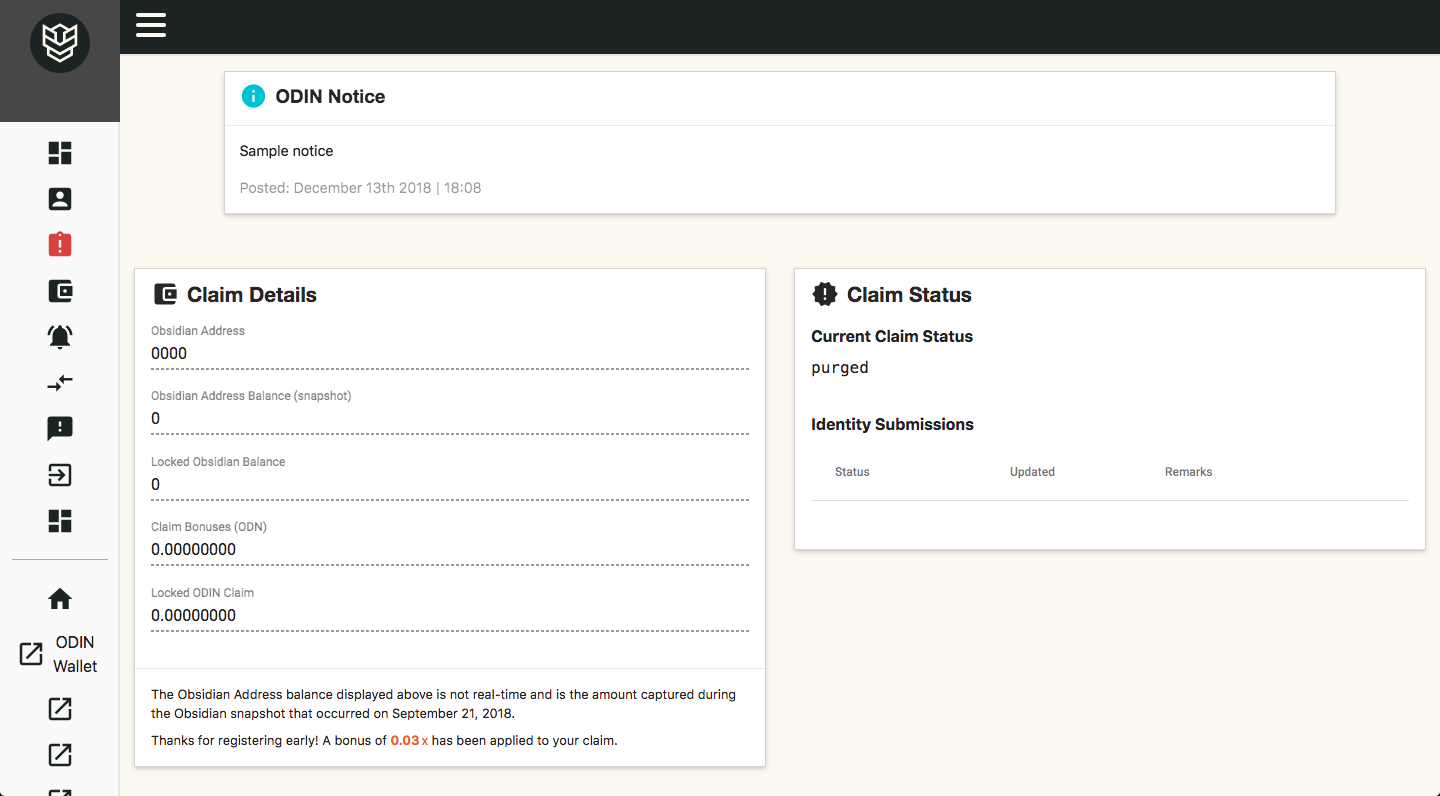 ODIN Notice
Sample notice
Posted: December 13th 2018 | 18:08
Claim Details
Obsidian Address
0000
Obsidian Address Balance (snapshot)
0
Locked Obsidian Balance
0
Claim Bonuses (ODN)
0.00000000
Locked ODIN Claim
0.00000000
The Obsidian Address balance displayed above is not real-time and is the amount captured during
the Obsidian snapshot that occurred on September 21, 2018.
Thanks for registering early! A bonus of 0.03 x has been applied to your claim.
Claim Status
Current Claim Status
purged
Identity Submissions
Status Updated Remarks
ODIN
Wallet